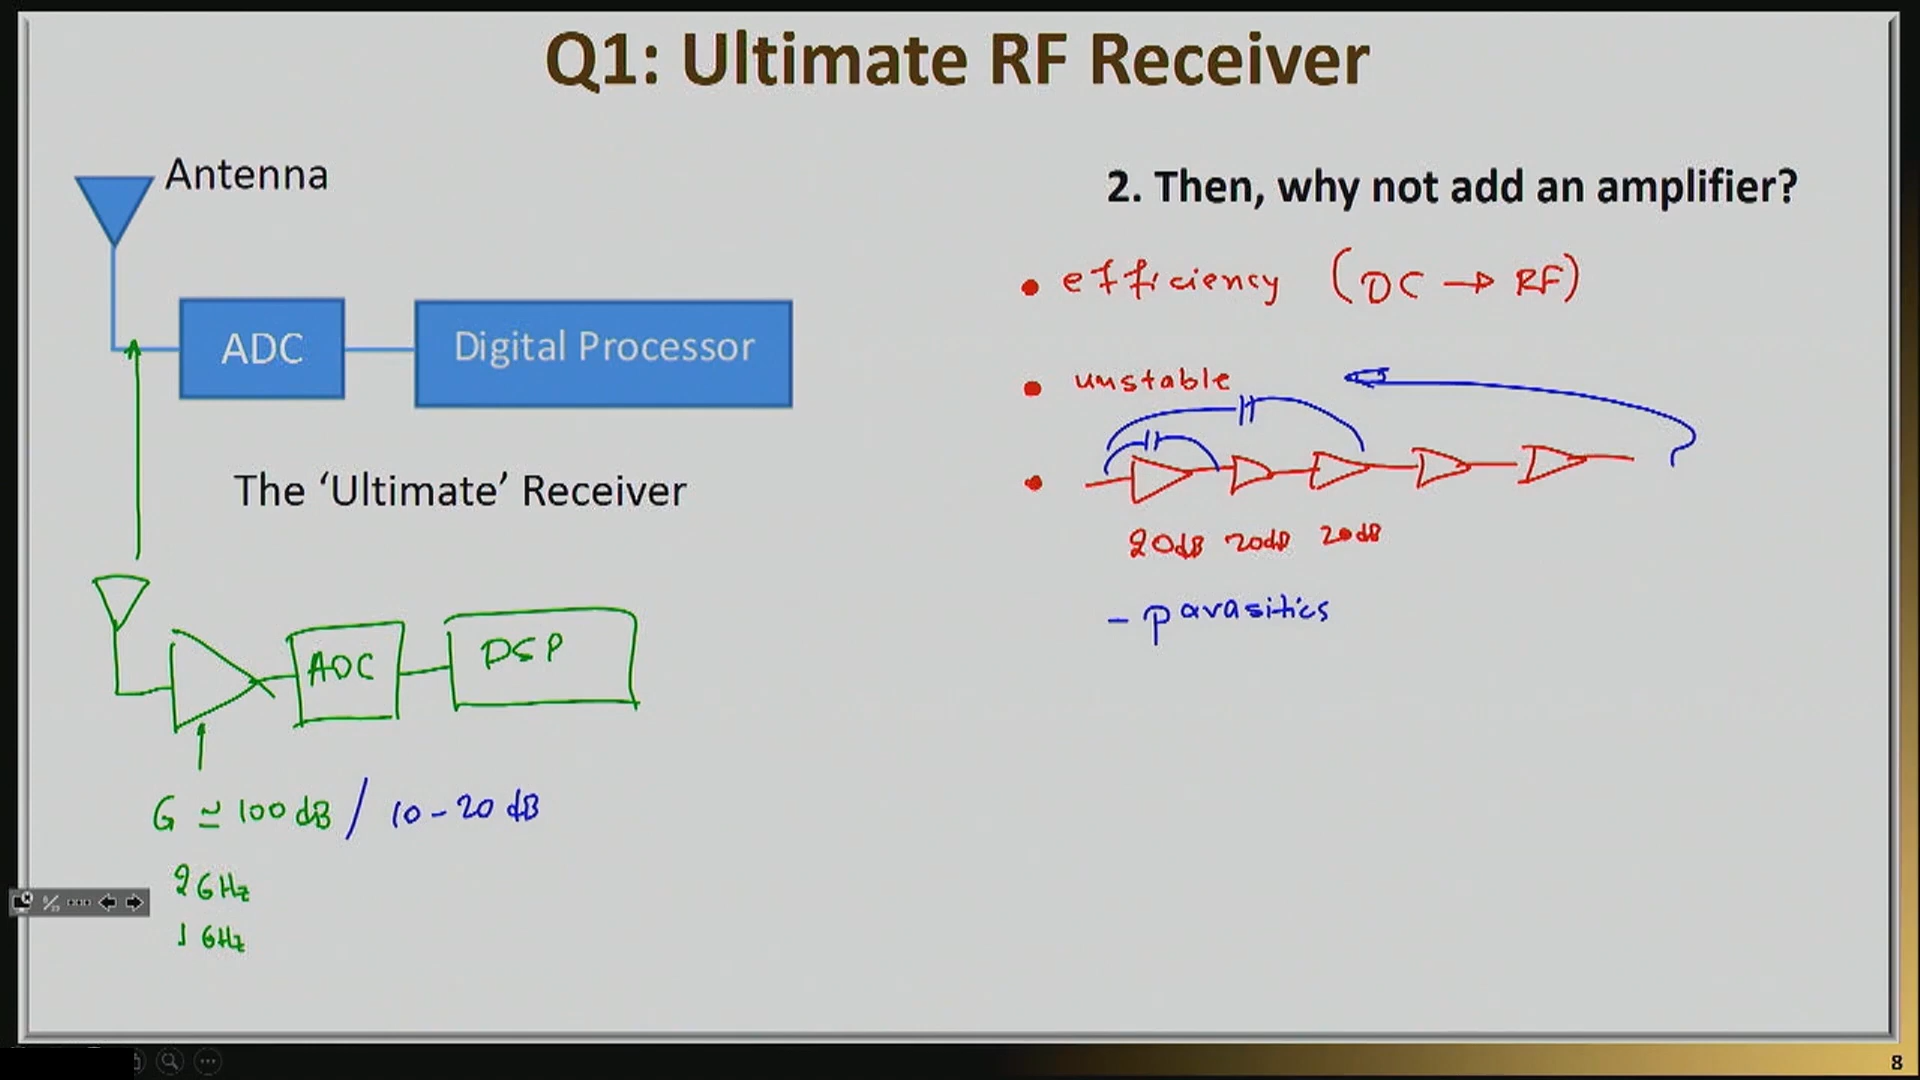 Q1: Ultimate RF Receiver
Antenna
ADC
Digital Processor
The ‘Ultimate’ Receiver
ADC
DSP
G ≃ 100 dB / 10 - 20 dB
2 GHz
1 GHz
2. Then, why not add an amplifier?
• efficiency (DC → RF)
• unstable
•
20dB 20dB 20dB
- parasitics
8